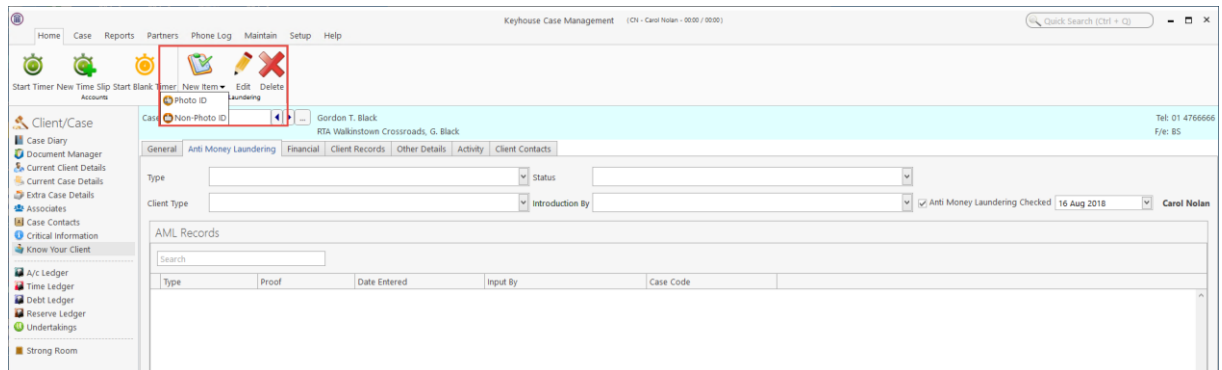 Keyhouse Case Management (CN - Carol Nolan - 00:00 / 00:00)
Quick Search (Ctrl + Q)
Home Case Reports Partners Phone Log Maintain Setup Help
Start Timer New Time Slip Start Blank Timer New Item Edit Delete
Accounts Laundering
Photo ID
Non-Photo ID
Client/Case
Case Diary
Document Manager
Current Client Details
Current Case Details
Extra Case Details
Associates
Case Contacts
Critical Information
Know Your Client
A/c Ledger
Time Ledger
Debt Ledger
Reserve Ledger
Undertakings
Strong Room
Case ... Gordon T. Black Tel: 01 4766666
RTA Walkinstown Crossroads, G. Black F/e: BS
General Anti Money Laundering Financial Client Records Other Details Activity Client Contacts
Type Status
Client Type Introduction By Anti Money Laundering Checked 16 Aug 2018 Carol Nolan
AML Records
Search
Type Proof Date Entered Input By Case Code